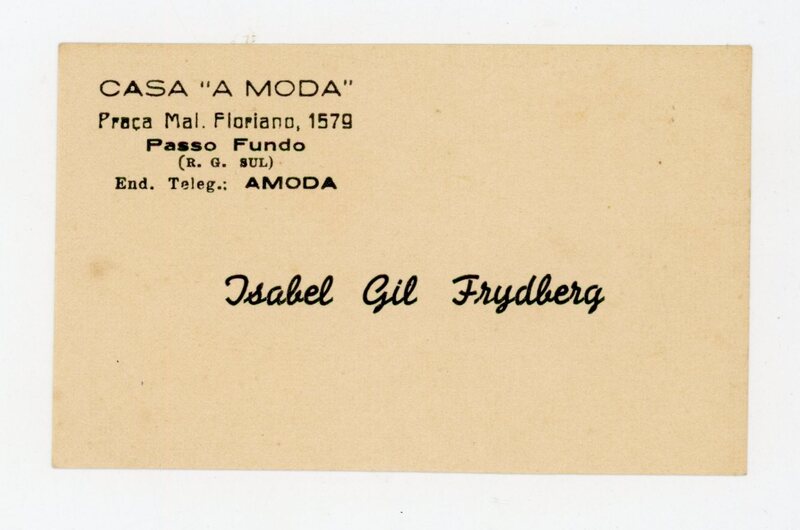 CASA "A MODA"
Praça Mal. Floriano, 1579
Passo Fundo
(R. G. SUL)
End. Teleg.: AMODA
Isabel Gil Frydberg